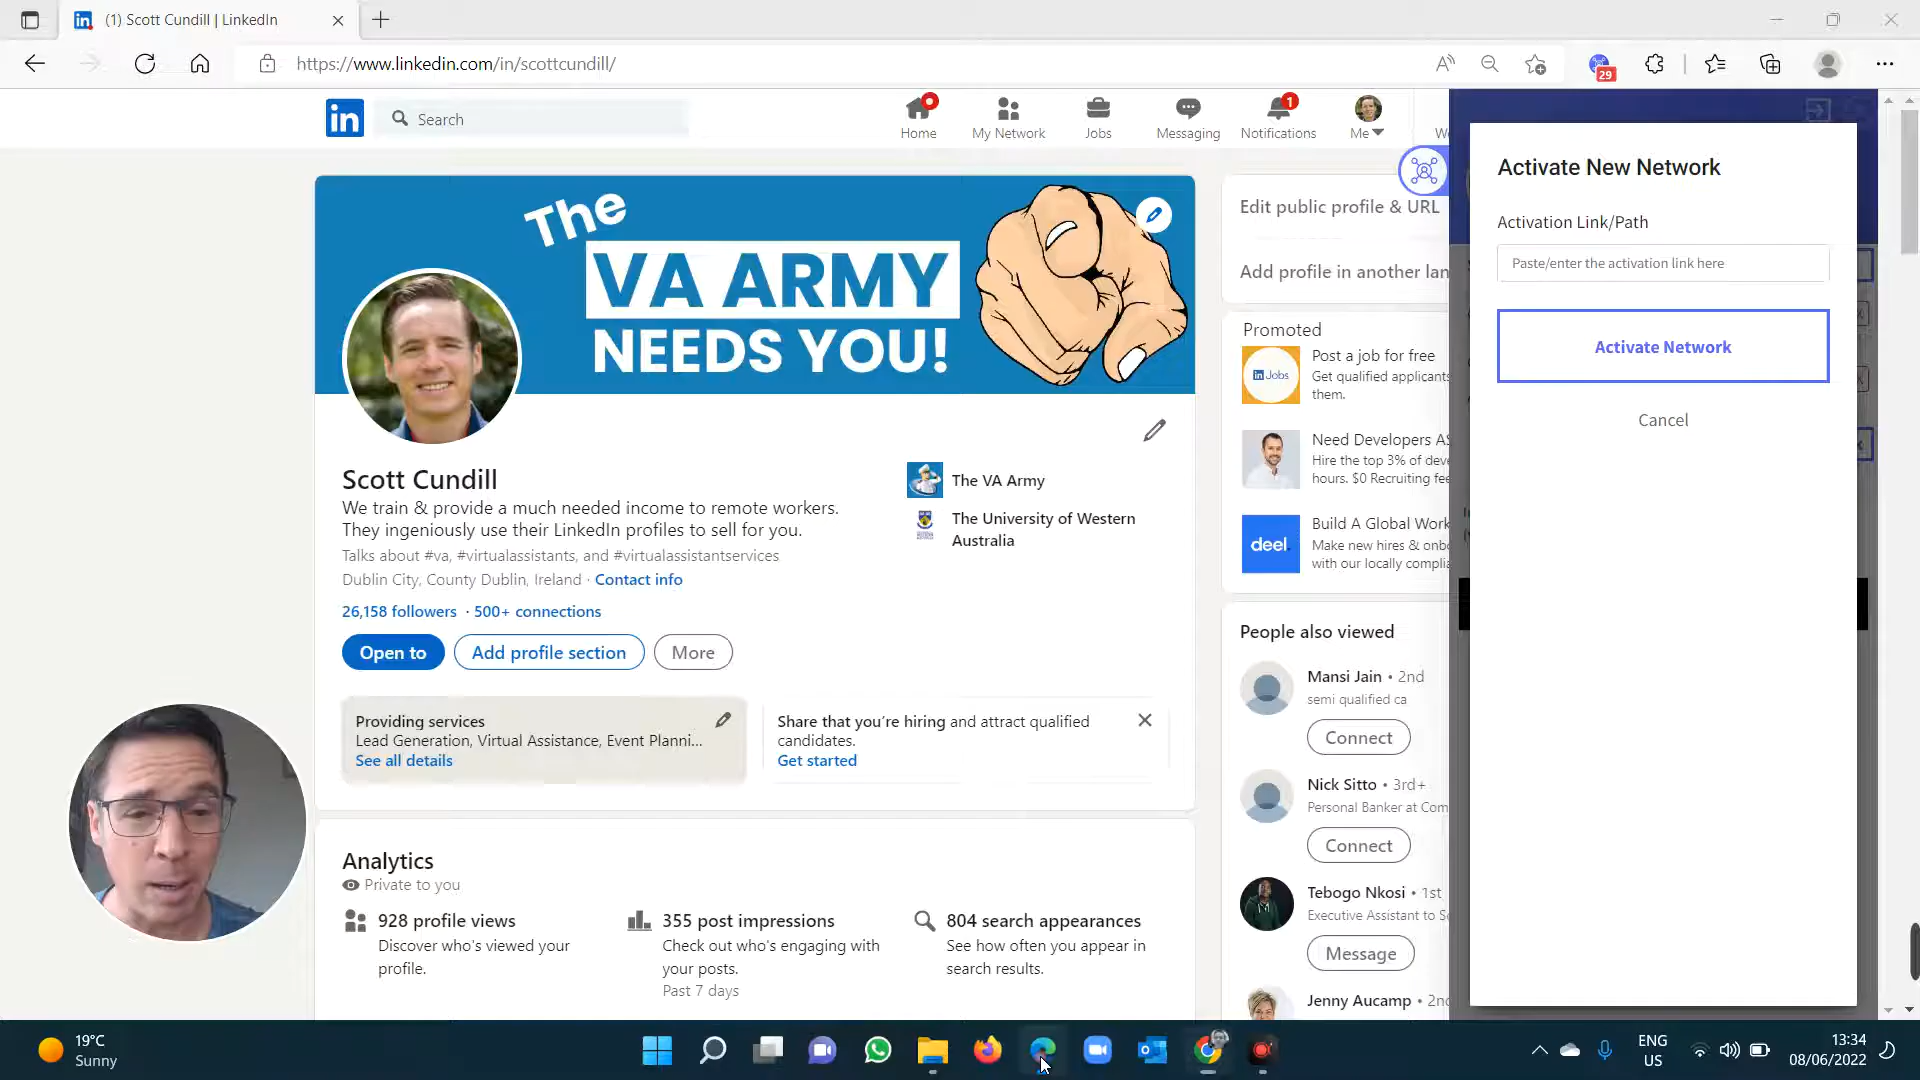 (1) Scott Cundill | LinkedIn
https://www.linkedin.com/in/scottcundill/
29
in
Search
Home
My Network
Jobs
Messaging
1
Notifications
Me
The
VA ARMY
NEEDS YOU!
Scott Cundill
We train & provide a much needed income to remote workers.
They ingeniously use their LinkedIn profiles to sell for you.
Talks about #va, #virtualassistants, and #virtualassistantservices
Dublin City, County Dublin, Ireland · Contact info
26,158 followers · 500+ connections
Open to
Add profile section
More
The VA Army
The University of Western
Australia
Providing services
Lead Generation, Virtual Assistance, Event Planni...
See all details
Share that you're hiring and attract qualified
candidates.
Get started
Analytics
Private to you
928 profile views
Discover who's viewed your
profile.
355 post impressions
Check out who's engaging with
your posts.
Past 7 days
804 search appearances
See how often you appear in
search results.
Edit public profile & URL
Add profile in another lan
Promoted
in Jobs
Post a job for free
Get qualified applicants
them.
Need Developers AS
Hire the top 3% of deve
hours. $0 Recruiting fee
deel.
Build A Global Work
Make new hires & onb
with our locally complia
People also viewed
Mansi Jain • 2nd
semi qualified ca
Connect
Nick Sitto • 3rd+
Personal Banker at Com
Connect
Tebogo Nkosi • 1st
Executive Assistant to Sc
Message
Jenny Aucamp • 2nd
Activate New Network
Activation Link/Path
Paste/enter the activation link here
Activate Network
Cancel
19°C
Sunny
ENG
US
13:34
08/06/2022